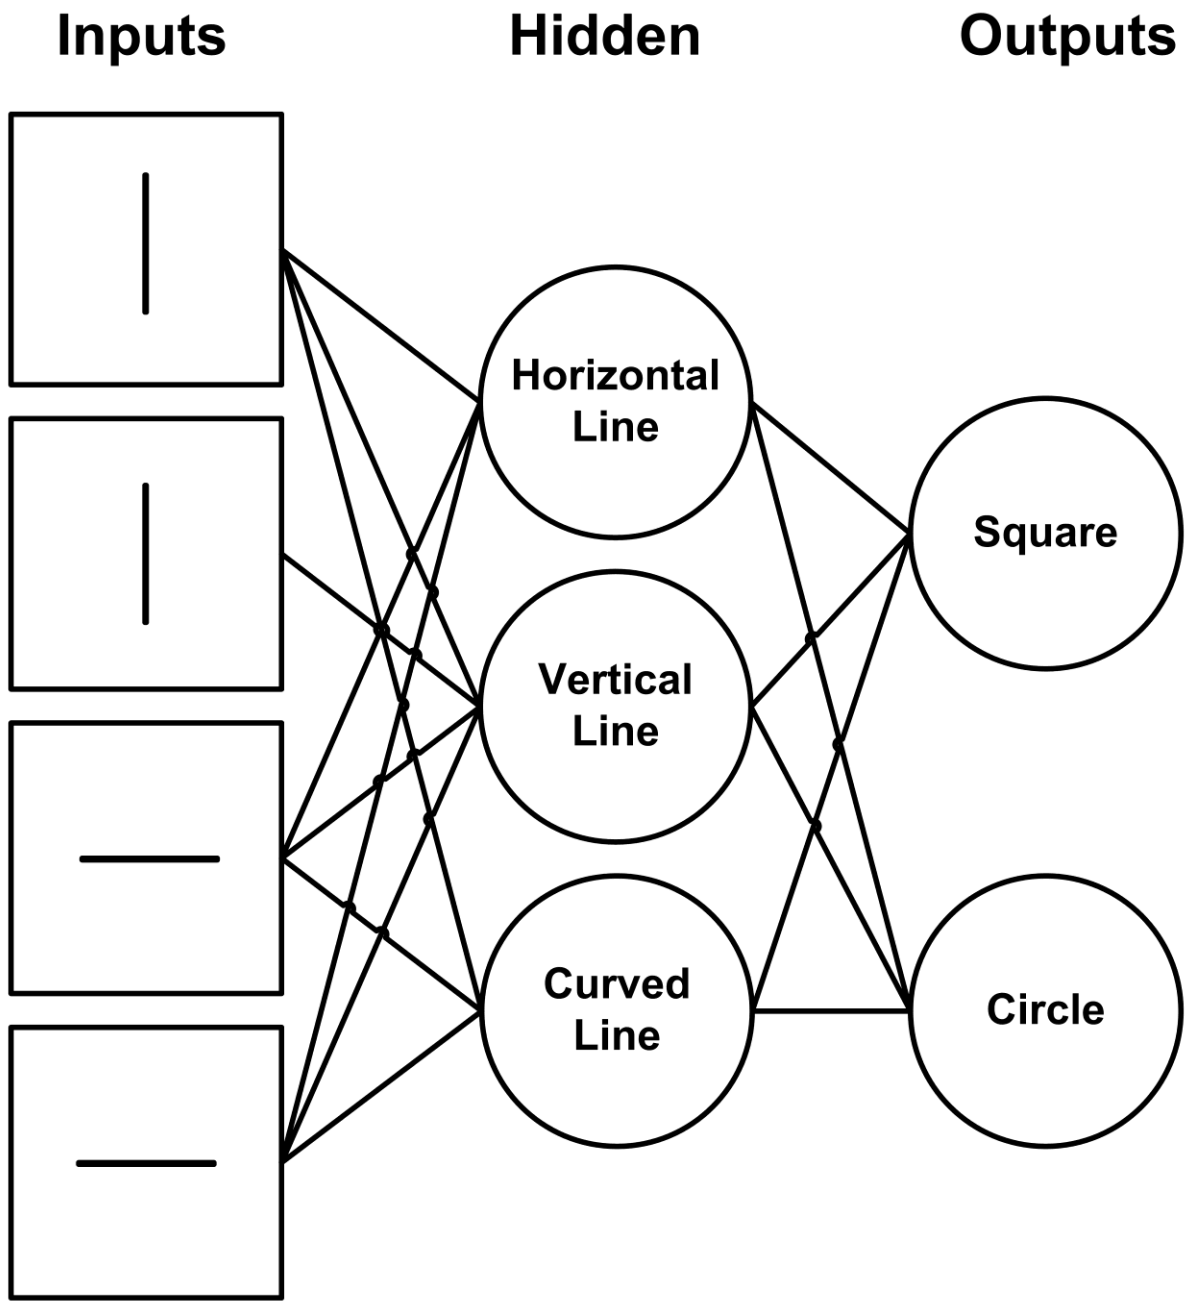 Inputs
Hidden
Outputs
Horizontal
Line
Vertical
Line
Curved
Line
Square
Circle